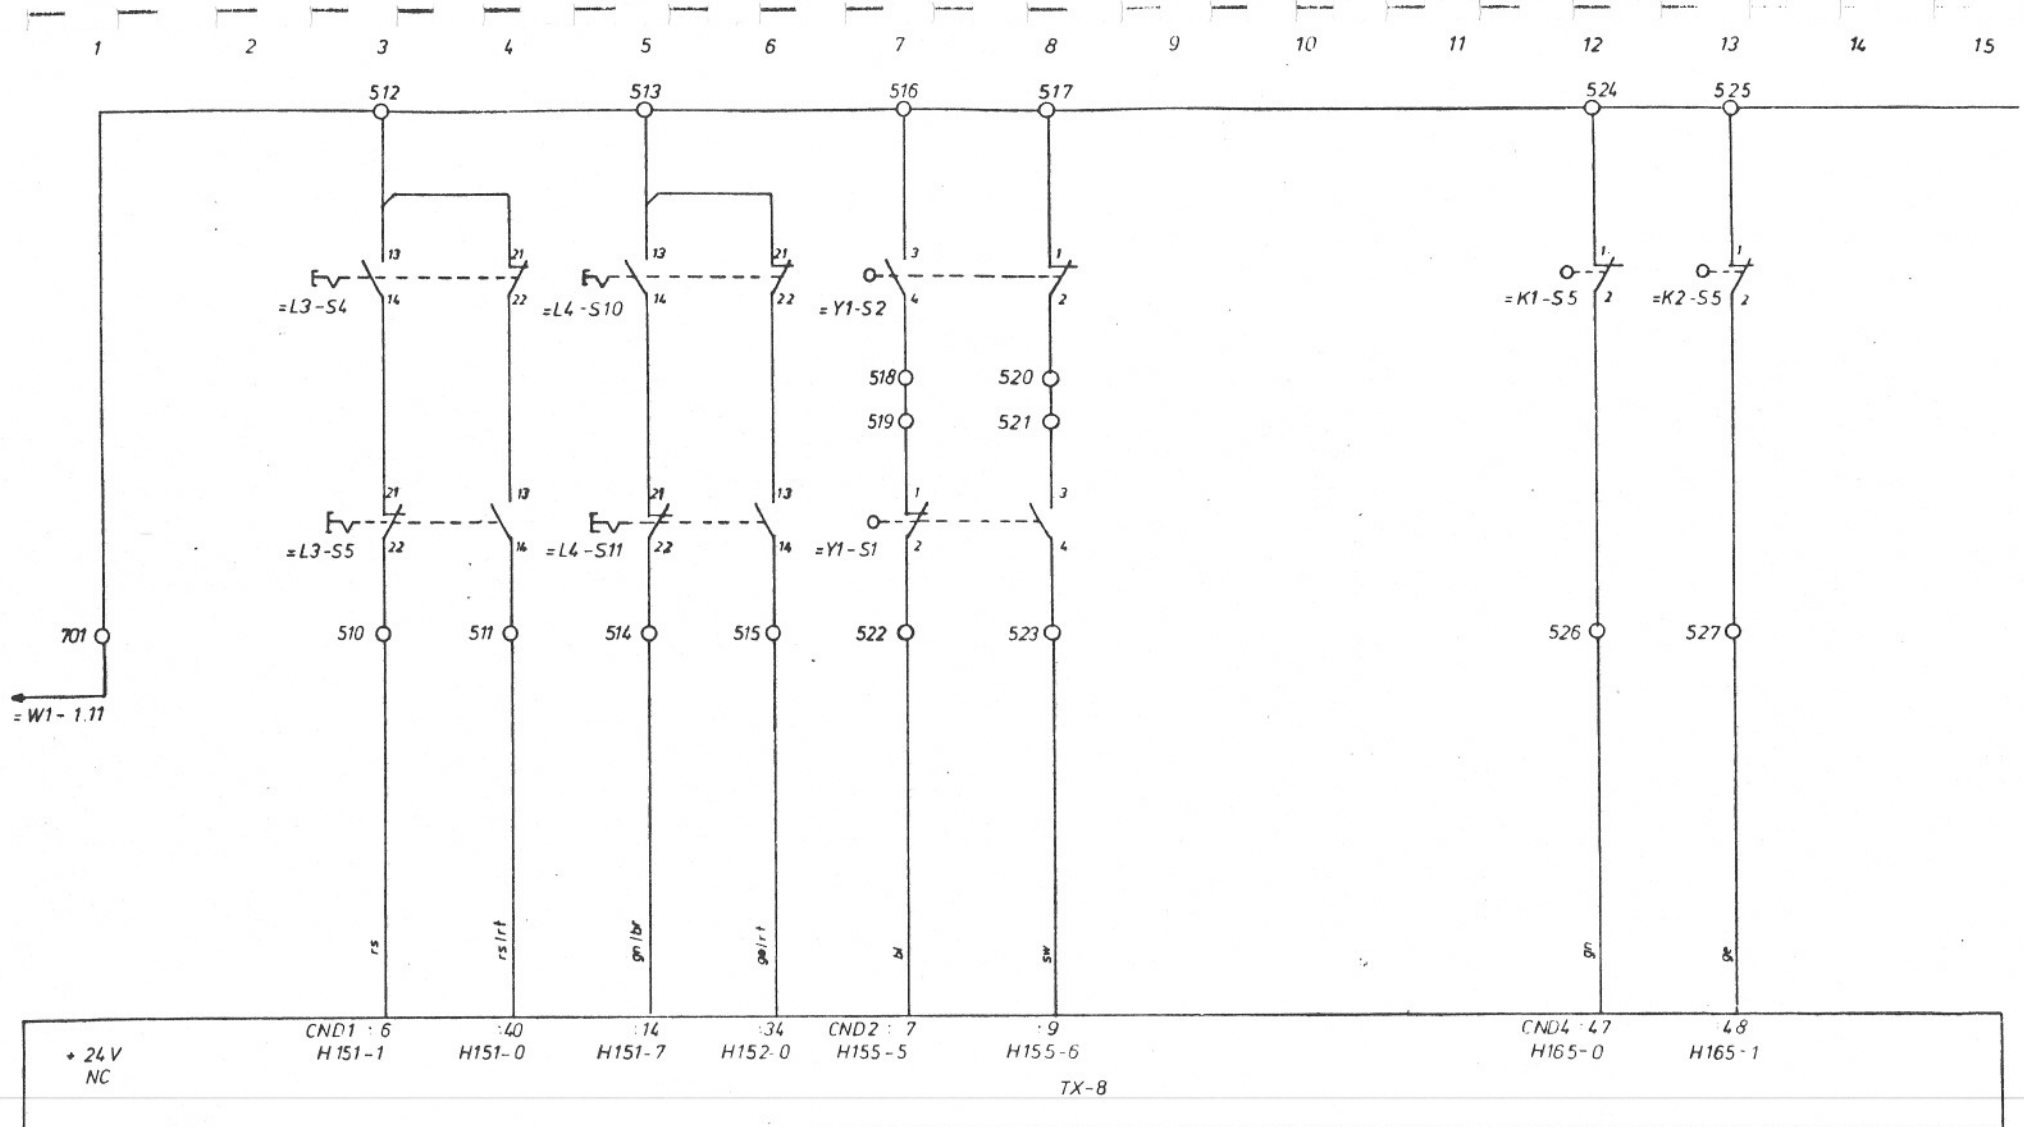 1 2 3 4 5 6 7 8 9 10 11 12 13 14 15
512 513 516 517 524 525
13 21 13 21 3 1 1 1
=L3-S4 14 22 =L4-S10 14 22 =Y1-S2 4 2 =K1-S5 2 =K2-S5 2
518 520
519 521
21 13 21 13 1 3
=L3-S5 22 14 =L4-S11 22 14 =Y1-S1 2 4
701 510 511 514 515 522 523 526 527
=W1-1.11
rs rs/rt gn/br ge/rt bl sw gn ge
CND1 :6 :40 :14 :34 CND2 :7 :9 CND4 :47 :48
+24V H151-1 H151-0 H151-7 H152-0 H155-5 H155-6 H165-0 H165-1
NC
TX-8